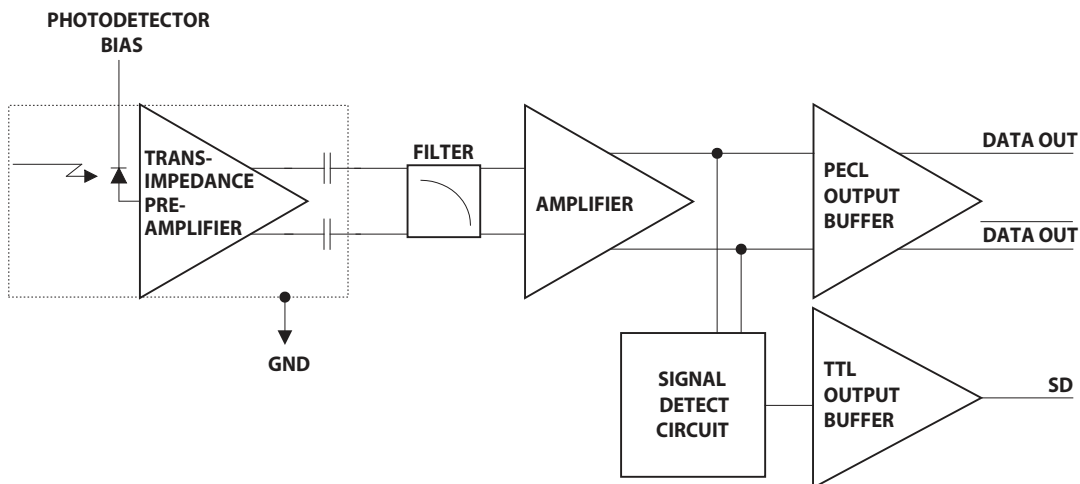 PHOTODETECTOR
BIAS
TRANS-
IMPEDANCE
PRE-
AMPLIFIER
GND
FILTER
AMPLIFIER
PECL
OUTPUT
BUFFER
DATA OUT
DATA OUT
SIGNAL
DETECT
CIRCUIT
TTL
OUTPUT
BUFFER
SD